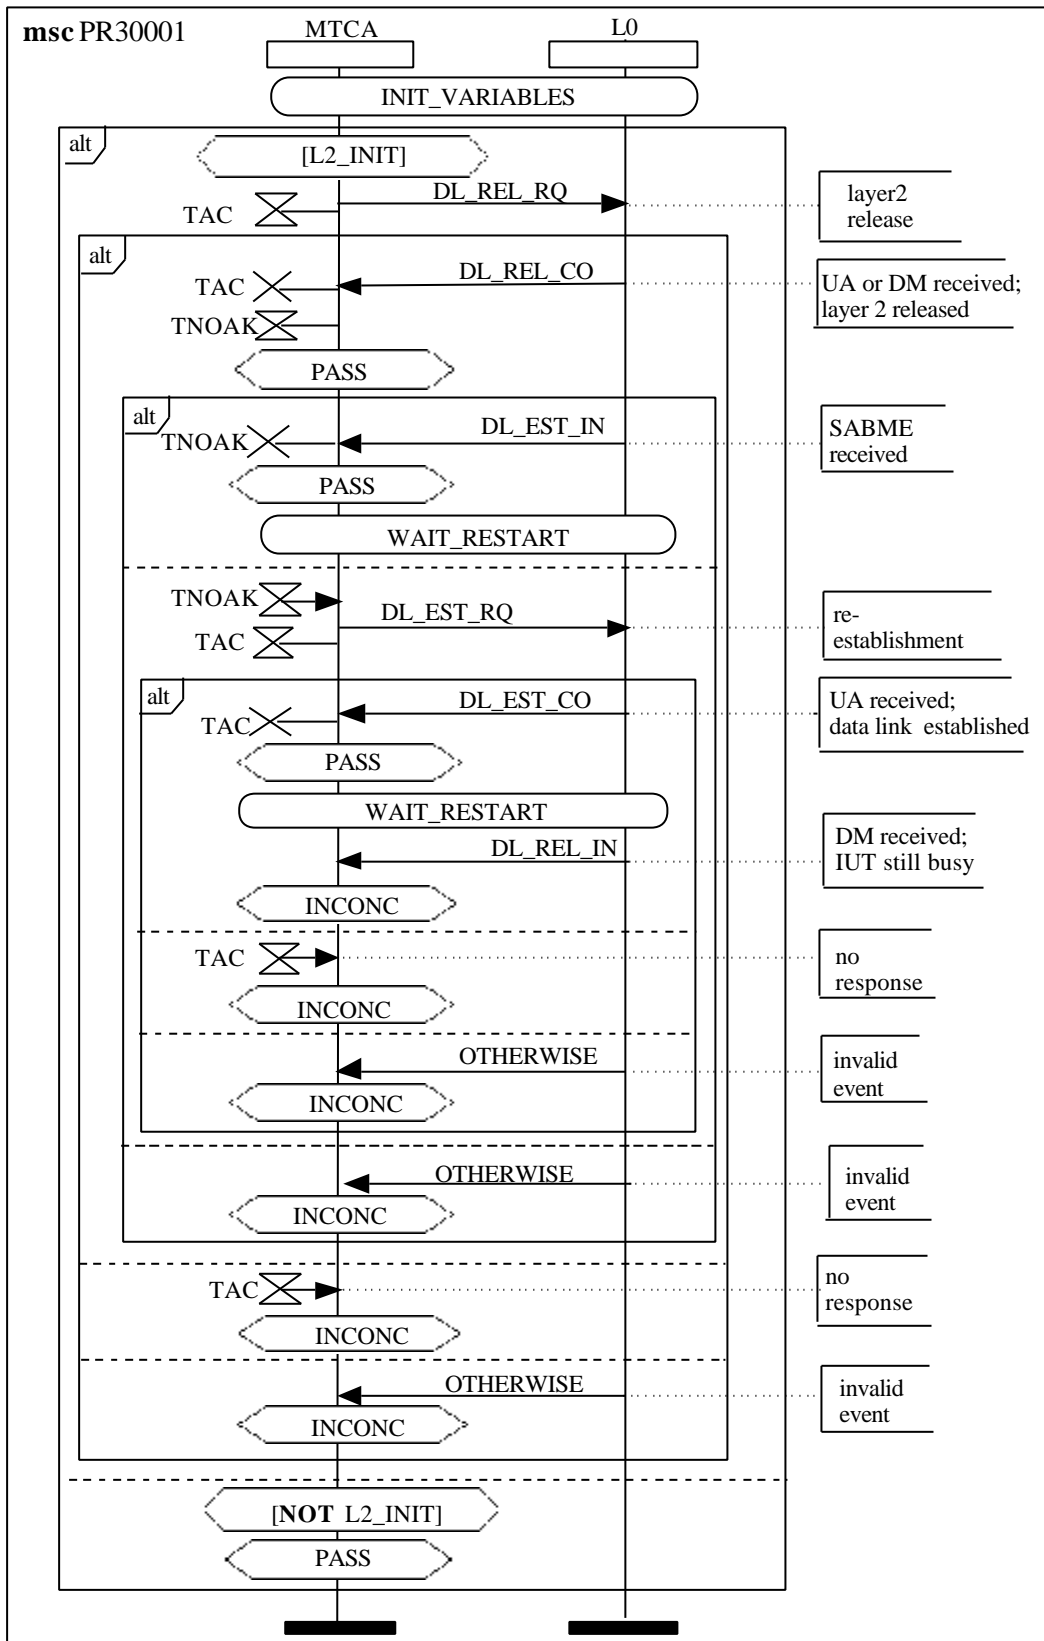 msc PR30001
MTCA
L0
INIT_VARIABLES
alt
[L2_INIT]
DL_REL_RQ
TAC
layer2
release
alt
DL_REL_CO
TAC
UA or DM received;
layer 2 released
TNOAK
PASS
alt
DL_EST_IN
TNOAK
SABME
received
PASS
WAIT_RESTART
TNOAK
DL_EST_RQ
TAC
re-
establishment
alt
DL_EST_CO
TAC
UA received;
data link established
PASS
WAIT_RESTART
DL_REL_IN
DM received;
IUT still busy
INCONC
TAC
no
response
INCONC
OTHERWISE
invalid
event
INCONC
OTHERWISE
invalid
event
INCONC
TAC
no
response
INCONC
OTHERWISE
invalid
event
INCONC
[NOT L2_INIT]
PASS